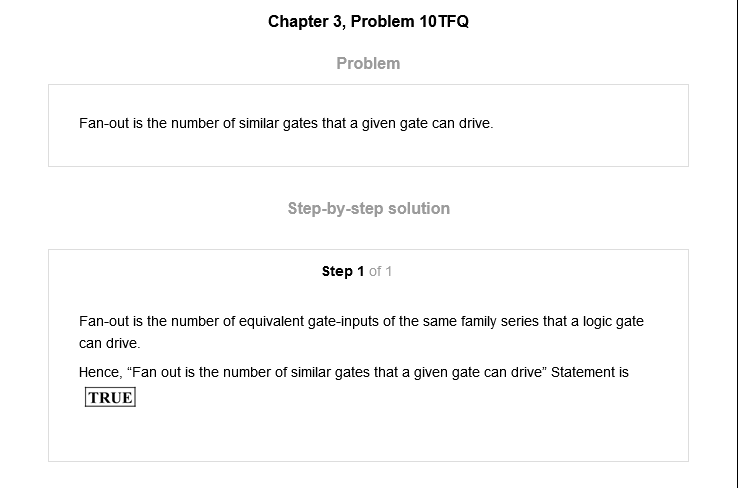 Chapter 3, Problem 10TFQ
Problem
Fan-out is the number of similar gates that a given gate can drive.
Step-by-step solution
Step 1 of 1
Fan-out is the number of equivalent gate-inputs of the same family series that a logic gate
can drive.
Hence, “Fan out is the number of similar gates that a given gate can drive” Statement is
TRUE